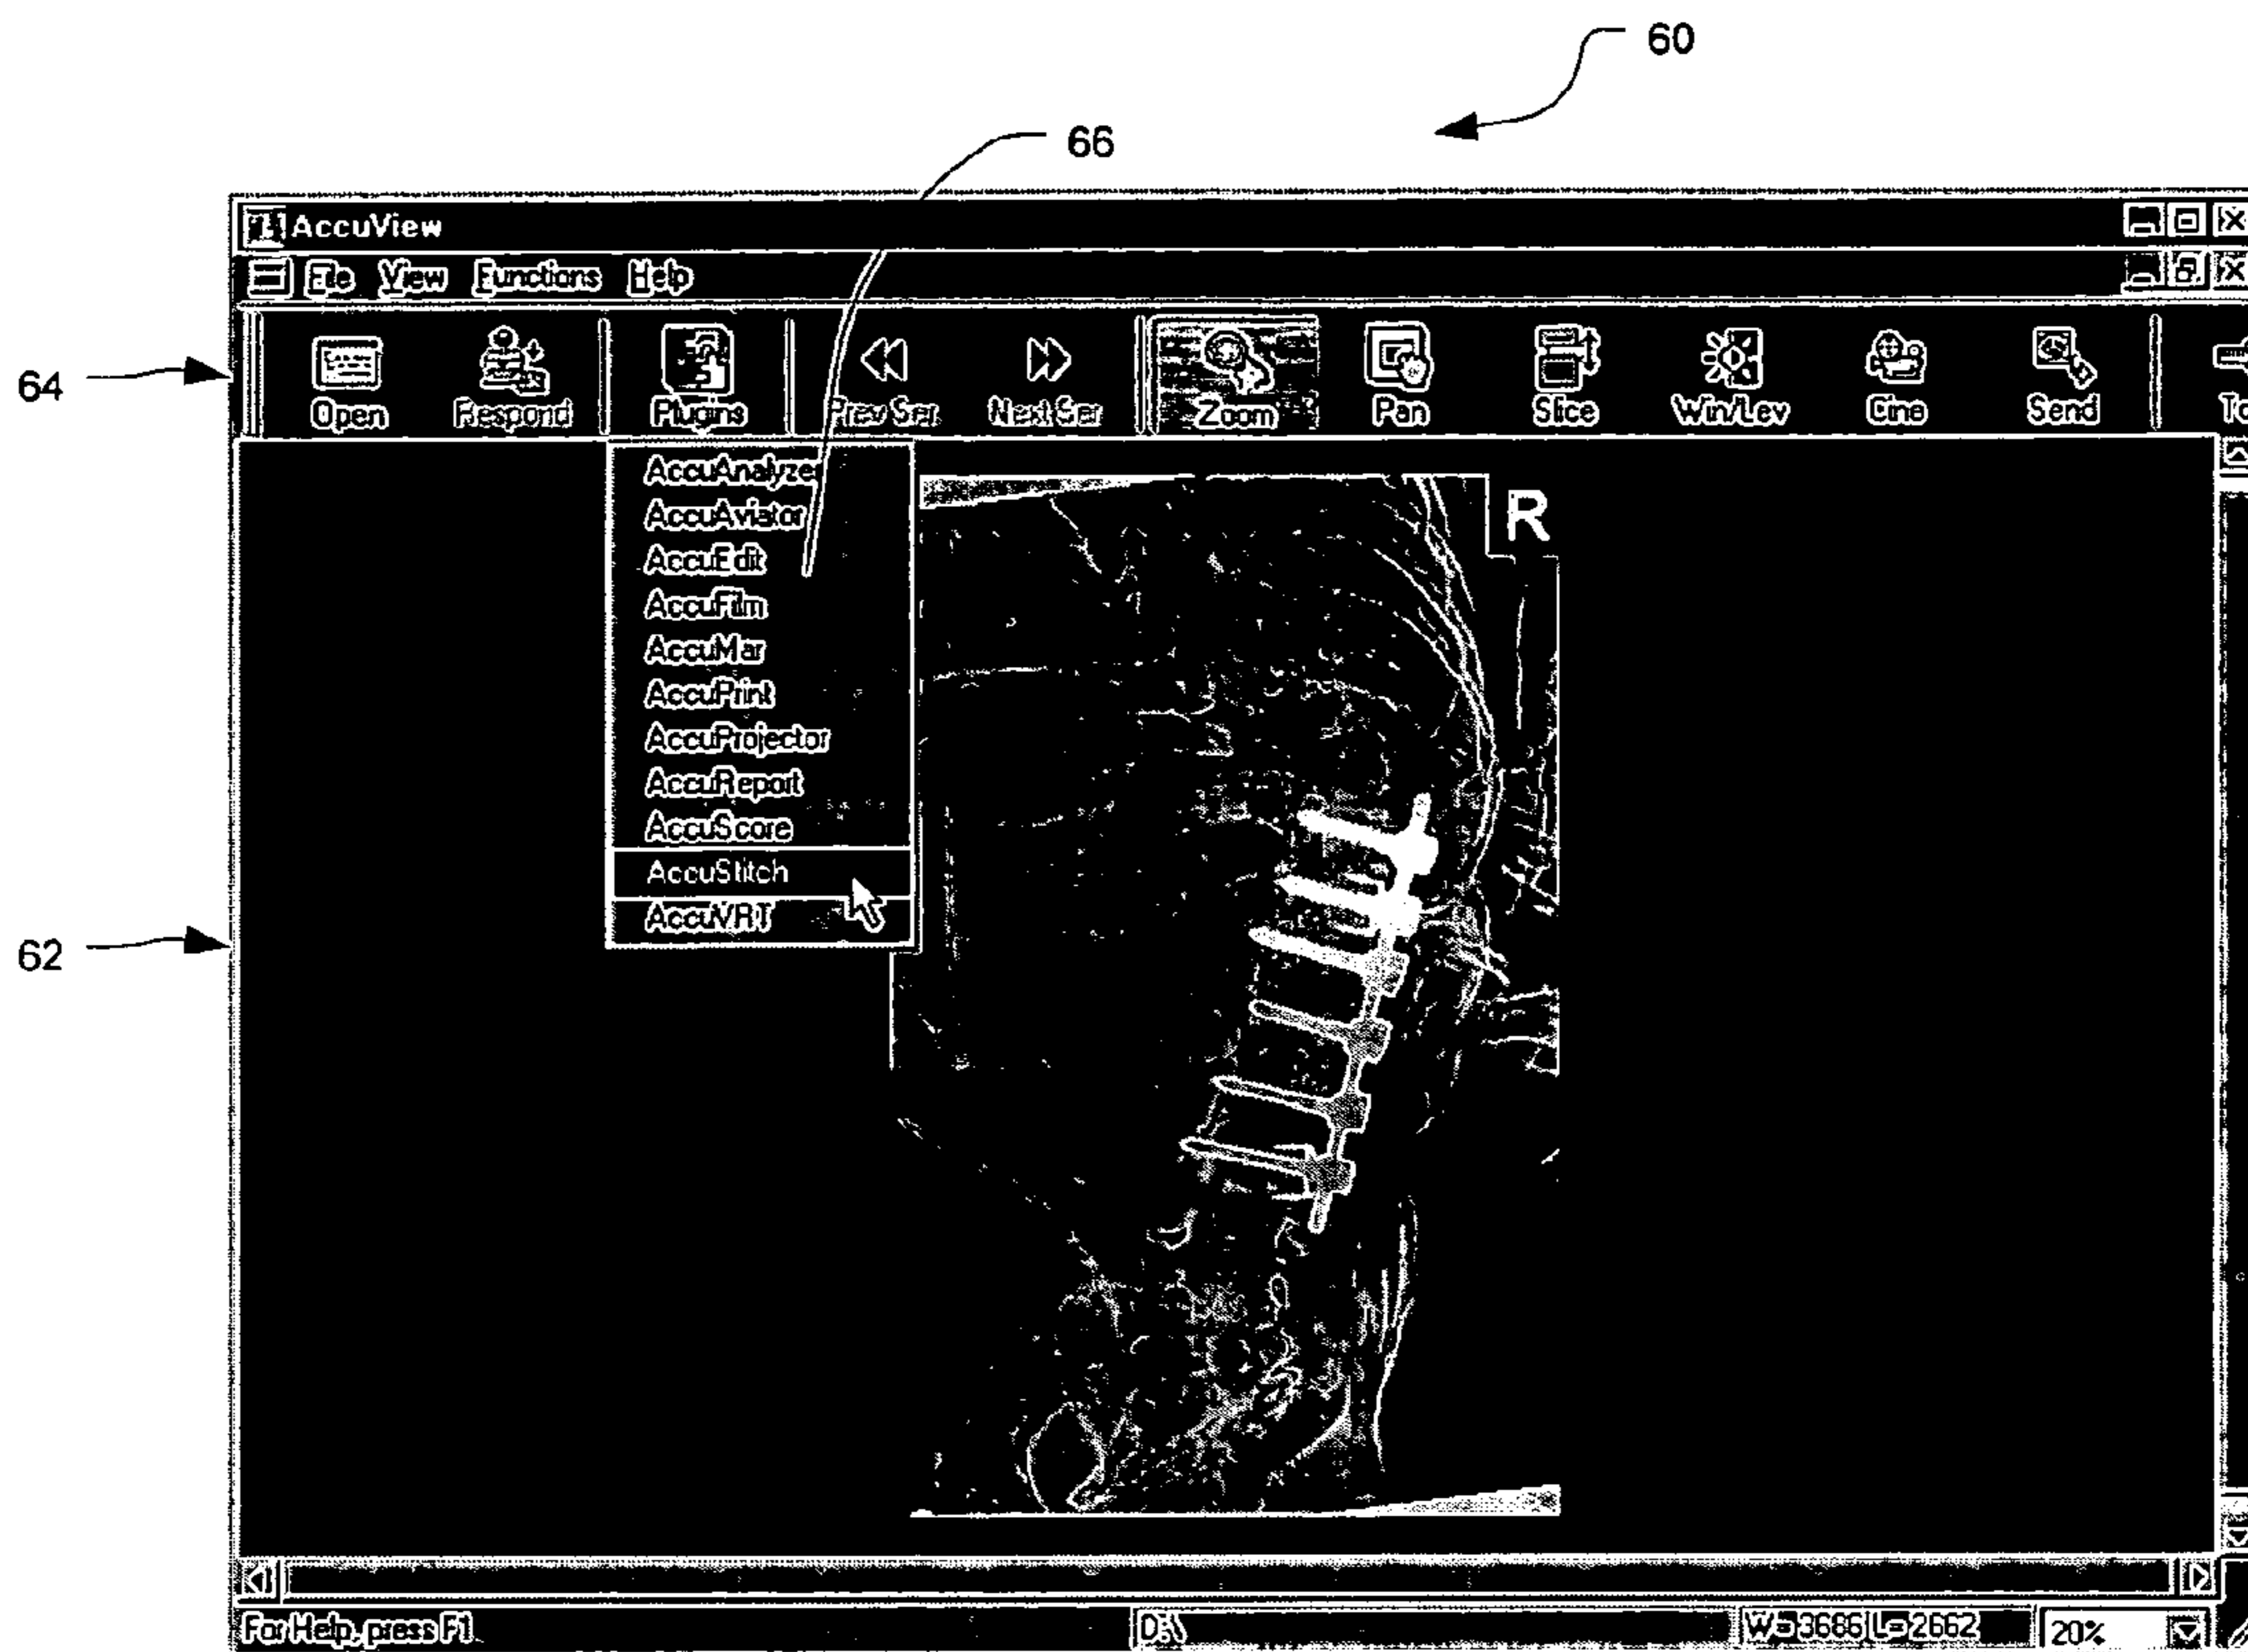 60
66
AccuView
File View Functions Help
64
Open Respond Plugins Prev Ser Next Ser Zoom Pan Slice Win/Lev Cine Send
AccuAnalyzer
AccuAviator
AccuEdit
AccuFilm
AccuMar
AccuPrint
AccuProjector
AccuReport
AccuScore
AccuStitch
AccuVRT
R
62
For Help, press F1 D:\ W=3686 L=2662 20%